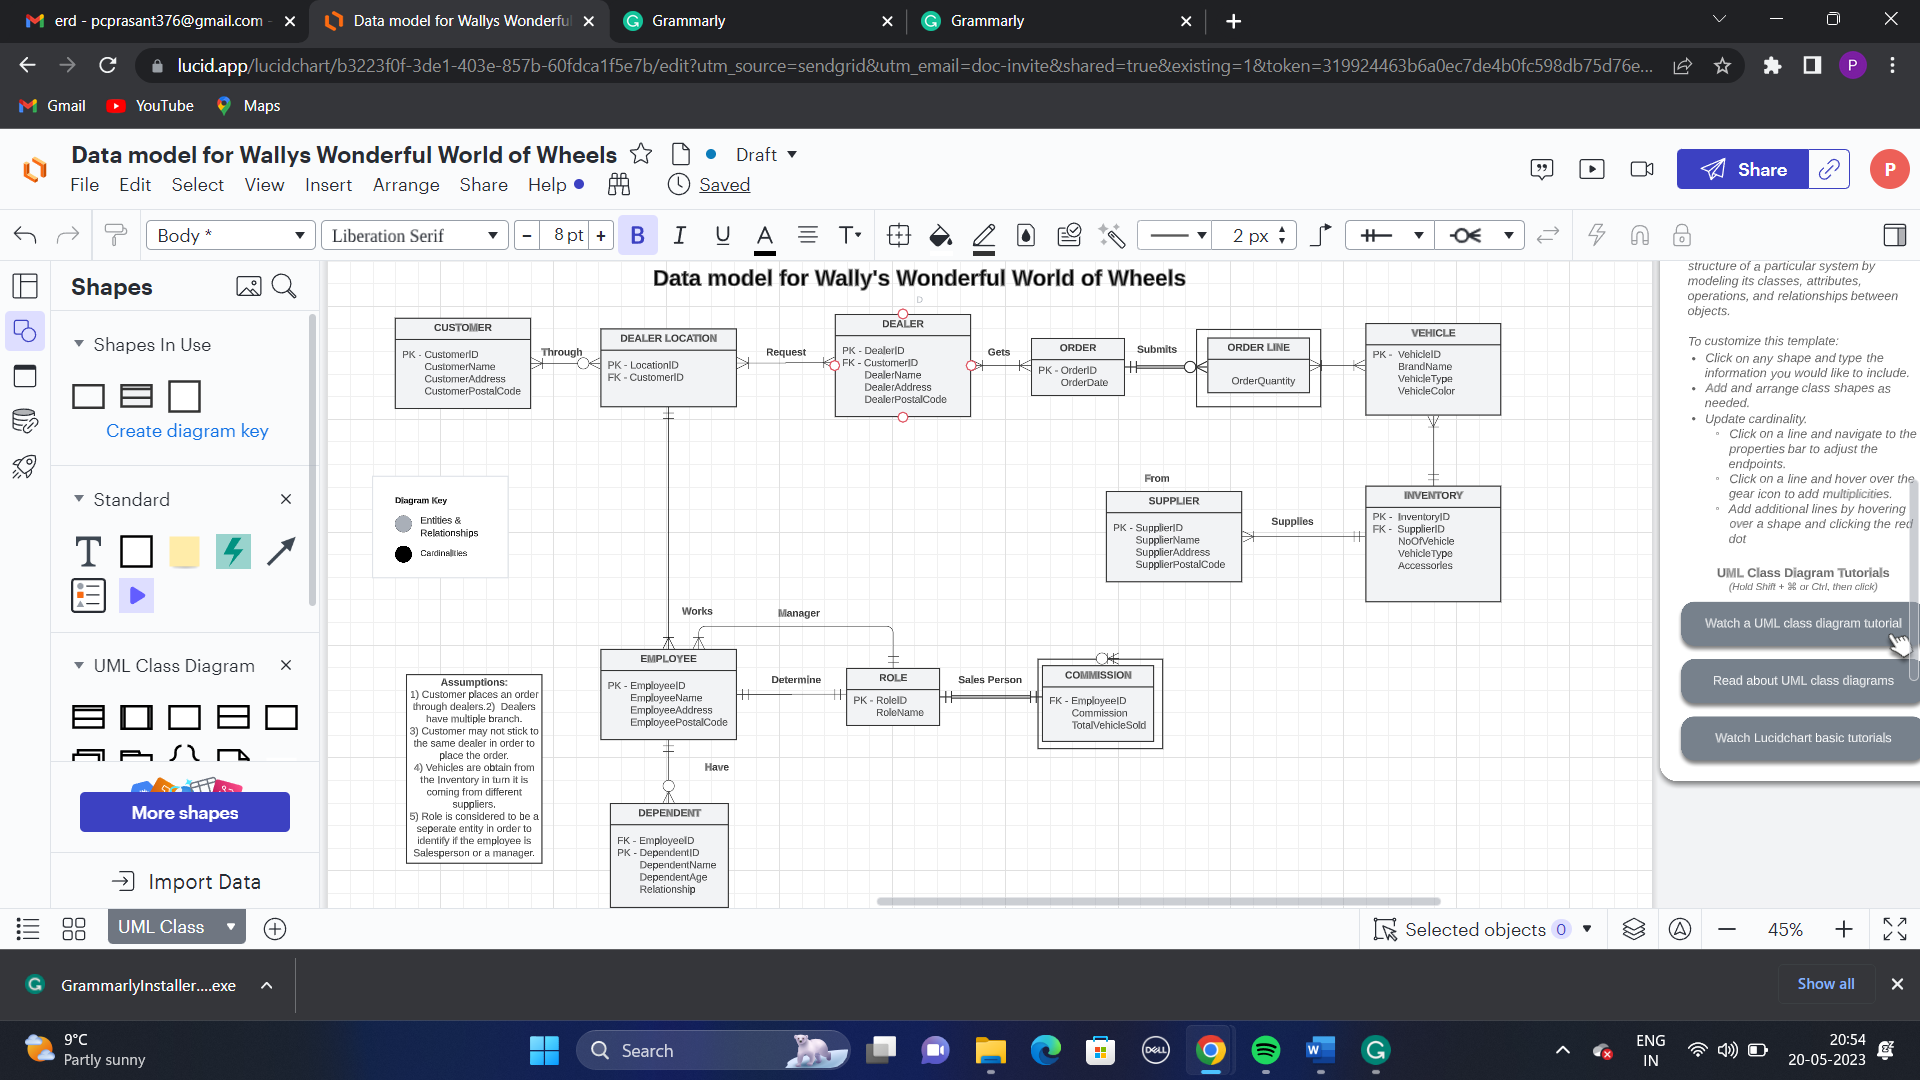 erd - pcprasant376@gmail.com -
Data model for Wallys Wonderful
Grammarly
Grammarly
lucid.app/lucidchart/b3223f0f-3de1-403e-857b-60fdca1f5e7b/edit?utm_source=sendgrid&utm_email=doc-invite&shared=true&existing=1&token=319924463b6a0ec7de4b0fc598db75d76e...
P
Gmail
YouTube
Maps
Data model for Wallys Wonderful World of Wheels
Draft
File Edit Select View Insert Arrange Share Help
Saved
Share
P
Body *
Liberation Serif
- 8 pt +
B I U A T
2 px
Shapes
Shapes In Use
Create diagram key
Standard
T
UML Class Diagram
More shapes
Import Data
Data model for Wally's Wonderful World of Wheels
D
CUSTOMER
PK - CustomerID
CustomerName
CustomerAddress
CustomerPostalCode
Through
DEALER LOCATION
PK - LocationID
FK - CustomerID
Request
DEALER
PK - DealerID
FK - CustomerID
DealerName
DealerAddress
DealerPostalCode
Gets
ORDER
PK - OrderID
OrderDate
Submits
ORDER LINE
OrderQuantity
VEHICLE
PK - VehicleID
BrandName
VehicleType
VehicleColor
Diagram Key
Entities &
Relationships
Cardinalities
From
SUPPLIER
PK - SupplierID
SupplierName
SupplierAddress
SupplierPostalCode
Supplies
INVENTORY
PK - InventoryID
FK - SupplierID
NoOfVehicle
VehicleType
Accessories
Works
Manager
EMPLOYEE
PK - EmployeeID
EmployeeName
EmployeeAddress
EmployeePostalCode
Determine
ROLE
PK - RoleID
RoleName
Sales Person
COMMISSION
FK - EmployeeID
Commission
TotalVehicleSold
Have
DEPENDENT
FK - EmployeeID
PK - DependentID
DependentName
DependentAge
Relationship
Assumptions:
1) Customer places an order
through dealers.2) Dealers
have multiple branch.
3) Customer may not stick to
the same dealer in order to
place the order.
4) Vehicles are obtain from
the Inventory in turn it is
coming from different
suppliers.
5) Role is considered to be a
seperate entity in order to
identify if the employee is
Salesperson or a manager.
structure of a particular system by
modeling its classes, attributes,
operations, and relationships between
objects.
To customize this template:
• Click on any shape and type the
information you would like to include.
• Add and arrange class shapes as
needed.
• Update cardinality.
◦ Click on a line and navigate to the
properties bar to adjust the
endpoints.
◦ Click on a line and hover over the
gear icon to add multiplicities.
◦ Add additional lines by hovering
over a shape and clicking the red
dot
UML Class Diagram Tutorials
(Hold Shift + ⌘ or Ctrl, then click)
Watch a UML class diagram tutorial
Read about UML class diagrams
Watch Lucidchart basic tutorials
UML Class
Selected objects 0
45%
GrammarlyInstaller....exe
Show all
9°C
Partly sunny
Search
DELL
ENG
IN
20:54
20-05-2023